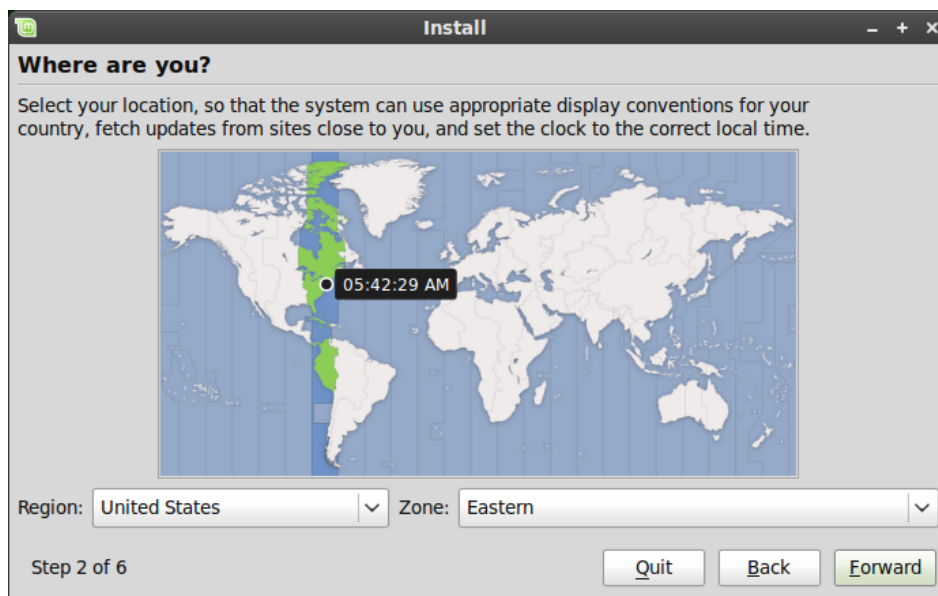 Install
Where are you?
Select your location, so that the system can use appropriate display conventions for your
country, fetch updates from sites close to you, and set the clock to the correct local time.
05:42:29 AM
Region: United States Zone: Eastern
Step 2 of 6 Quit Back Forward